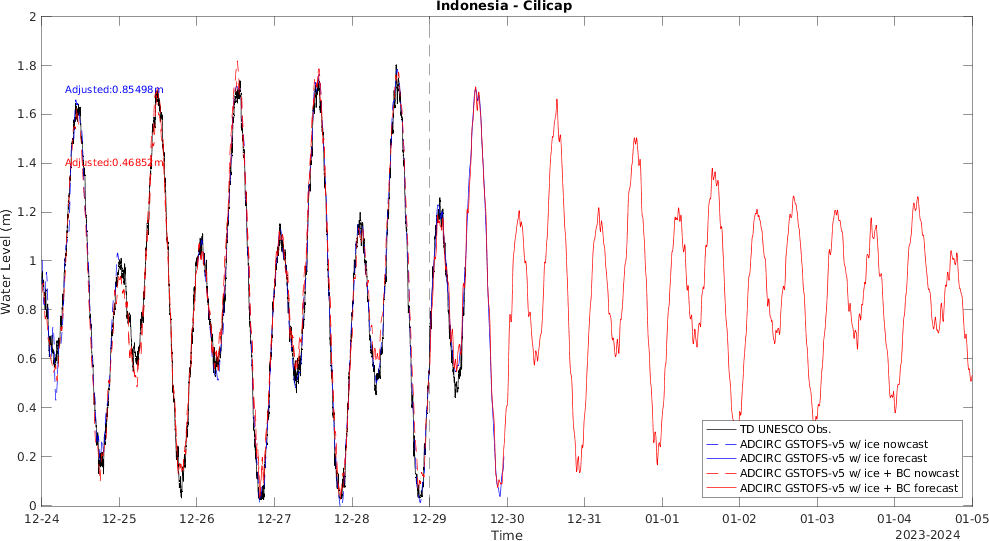 Indonesia - Cilicap
2
1.8
1.6
1.4
1.2
1
0.8
0.6
0.4
0.2
0
Water Level (m)
Adjusted:0.85498m
Adjusted:0.46852m
TD UNESCO Obs.
ADCIRC GSTOFS-v5 w/ ice nowcast
ADCIRC GSTOFS-v5 w/ ice forecast
ADCIRC GSTOFS-v5 w/ ice + BC nowcast
ADCIRC GSTOFS-v5 w/ ice + BC forecast
12-24 12-25 12-26 12-27 12-28 12-29 12-30 12-31 01-01 01-02 01-03 01-04 01-05
Time
2023-2024